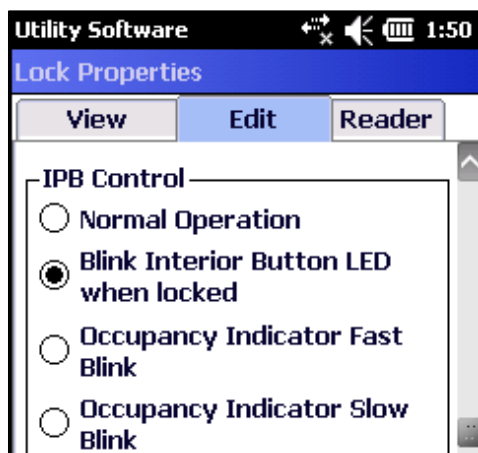 Utility Software 1:50
Lock Properties
View Edit Reader
IPB Control
Normal Operation
Blink Interior Button LED
when locked
Occupancy Indicator Fast
Blink
Occupancy Indicator Slow
Blink